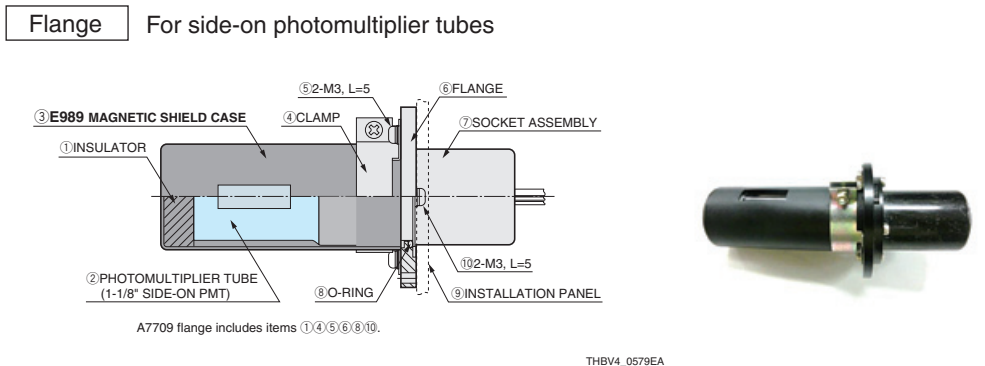 Flange For side-on photomultiplier tubes
⑤2-M3, L=5
⑥FLANGE
③E989 MAGNETIC SHIELD CASE
④CLAMP
⑦SOCKET ASSEMBLY
①INSULATOR
②PHOTOMULTIPLIER TUBE
(1-1/8" SIDE-ON PMT)
⑧O-RING
⑩2-M3, L=5
⑨INSTALLATION PANEL
A7709 flange includes items ①④⑤⑥⑧⑩.
THBV4_0579EA